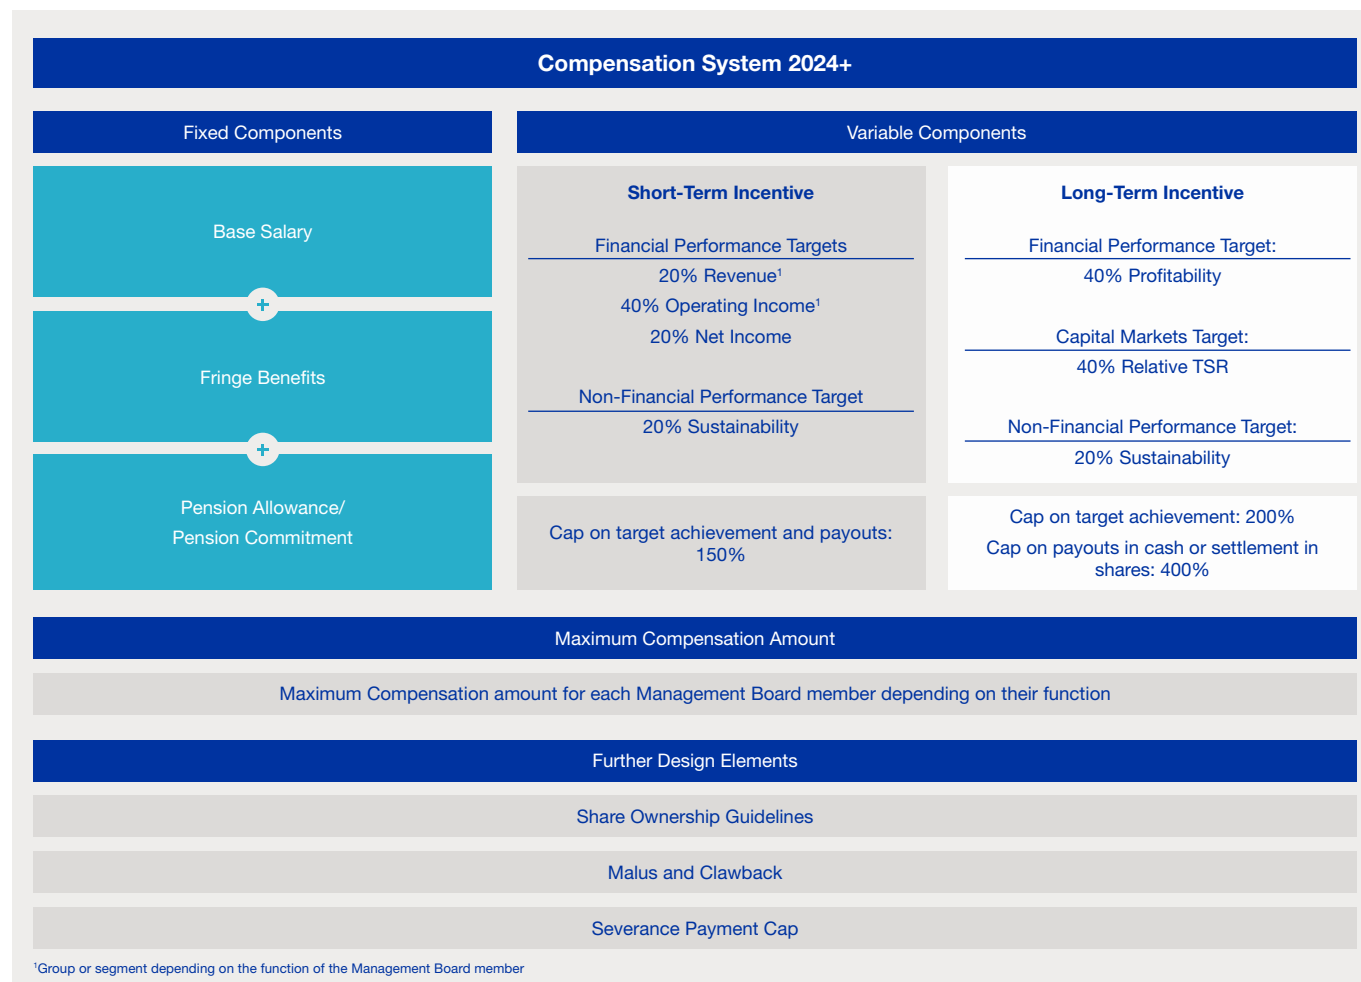 Compensation System 2024+
Fixed Components
Base Salary
+
Fringe Benefits
+
Pension Allowance/
Pension Commitment
Variable Components
Short-Term Incentive
Financial Performance Targets
20% Revenue¹
40% Operating Income¹
20% Net Income
Non-Financial Performance Target
20% Sustainability
Cap on target achievement and payouts:
150%
Long-Term Incentive
Financial Performance Target:
40% Profitability
Capital Markets Target:
40% Relative TSR
Non-Financial Performance Target:
20% Sustainability
Cap on target achievement: 200%
Cap on payouts in cash or settlement in
shares: 400%
Maximum Compensation Amount
Maximum Compensation amount for each Management Board member depending on their function
Further Design Elements
Share Ownership Guidelines
Malus and Clawback
Severance Payment Cap
¹Group or segment depending on the function of the Management Board member